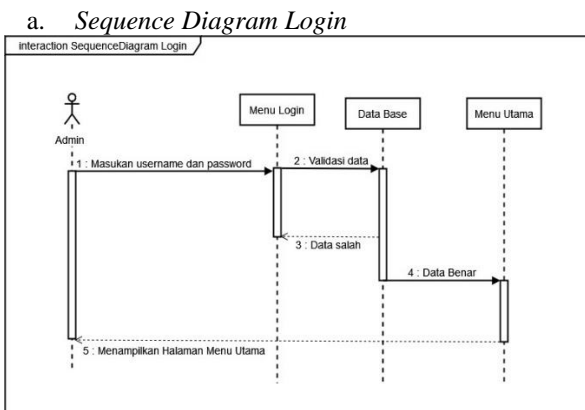 a. Sequence Diagram Login
interaction SequenceDiagram Login
Admin
Menu Login
Data Base
Menu Utama
1 : Masukan username dan password
2 : Validasi data
3 : Data salah
4 : Data Benar
5 : Menampilkan Halaman Menu Utama